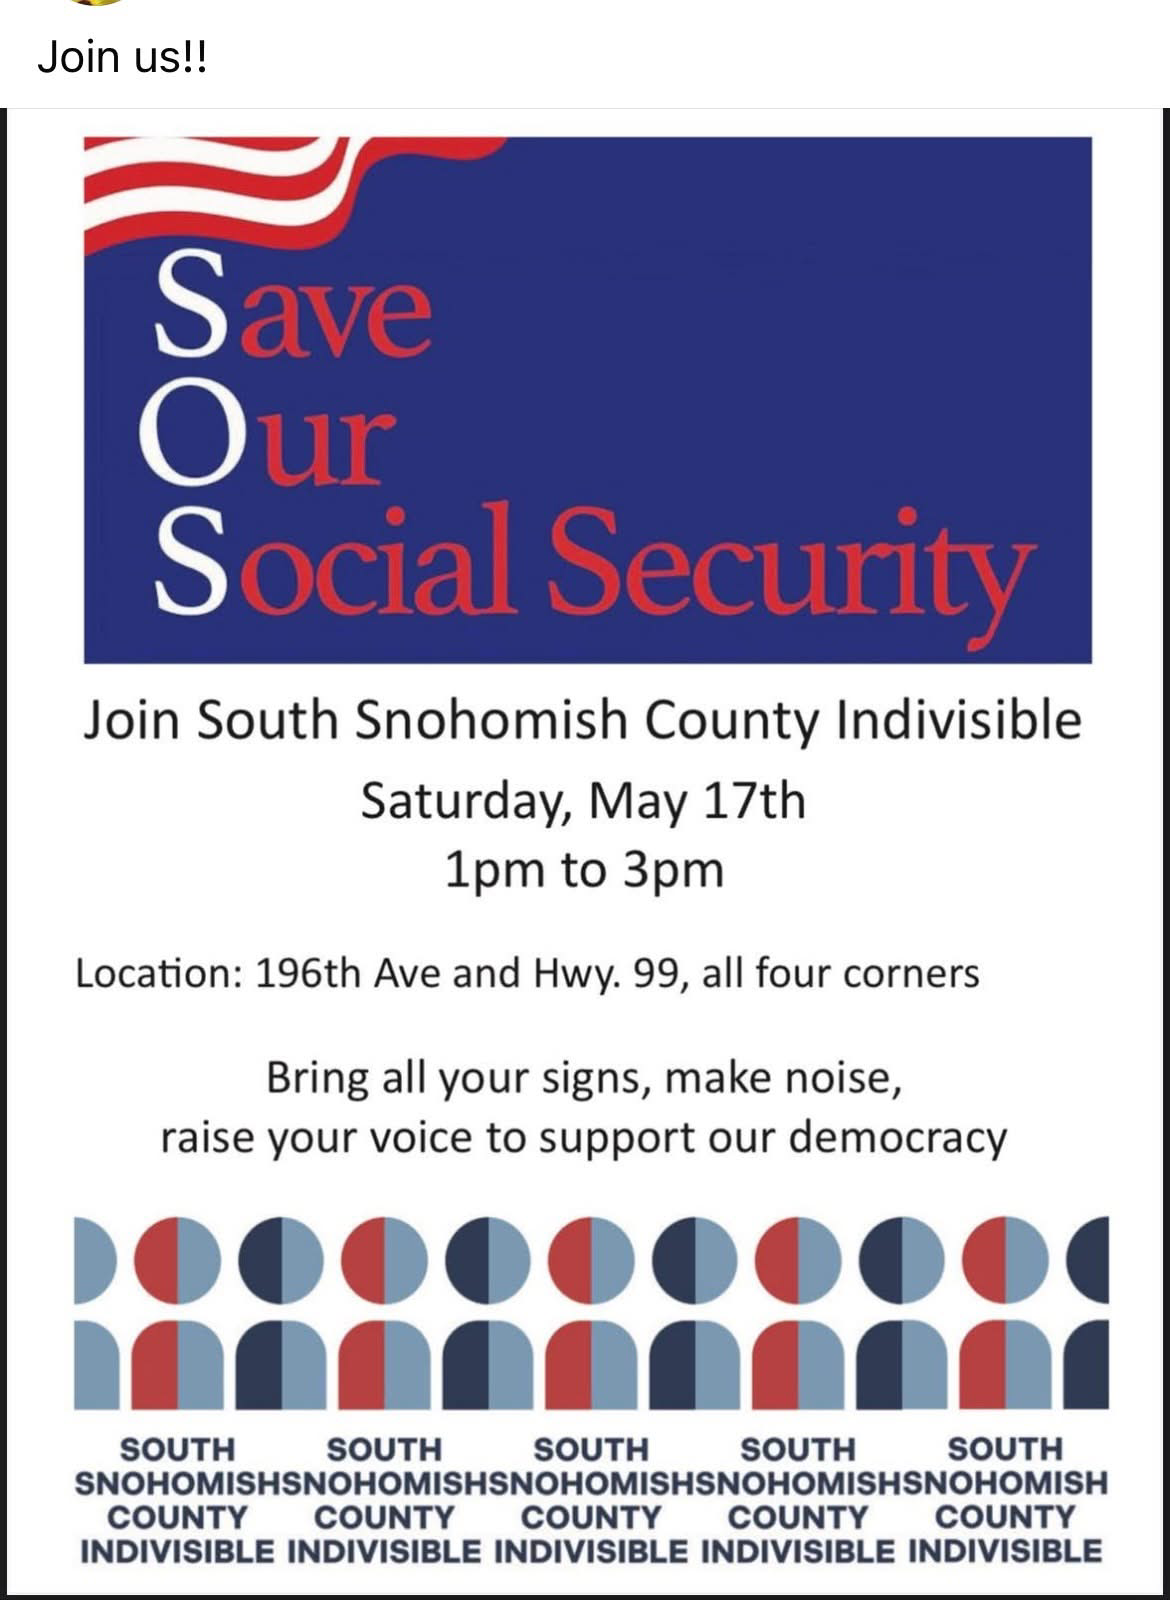 Join us!!
Save
Our
Social Security
Join South Snohomish County Indivisible
Saturday, May 17th
1pm to 3pm
Location: 196th Ave and Hwy. 99, all four corners
Bring all your signs, make noise,
raise your voice to support our democracy
SOUTH SOUTH SOUTH SOUTH SOUTH
SNOHOMISHSNOHOMISHSNOHOMISHSNOHOMISHSNOHOMISH
COUNTY COUNTY COUNTY COUNTY COUNTY
INDIVISIBLE INDIVISIBLE INDIVISIBLE INDIVISIBLE INDIVISIBLE